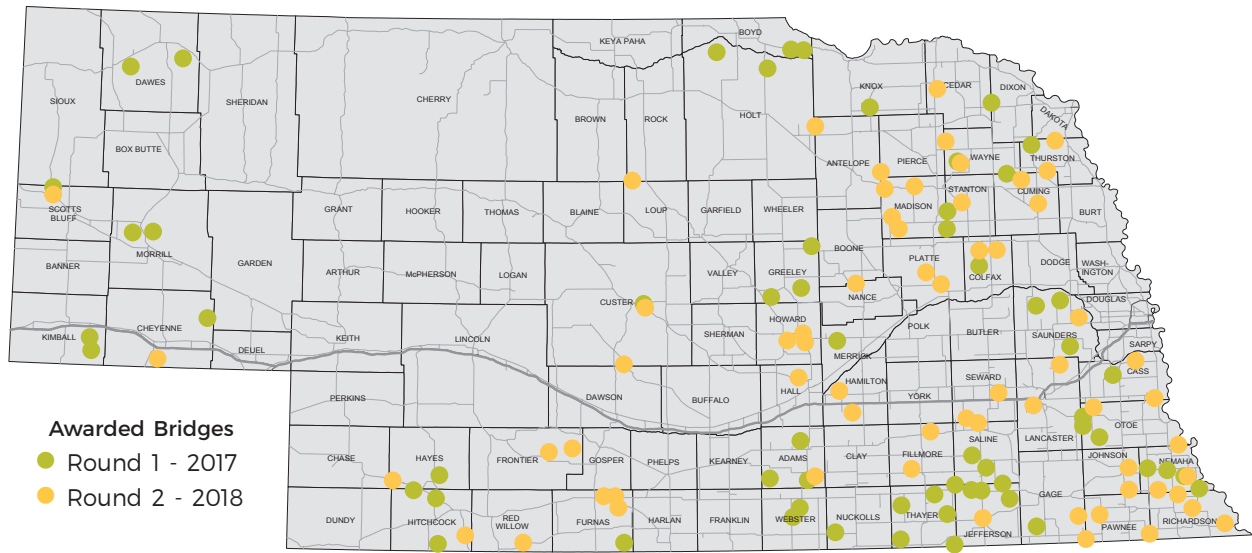 KEYA PAHA
BOYD
DAWES
SIOUX
SHERIDAN
CHERRY
BROWN
ROCK
HOLT
KNOX
CEDAR
DIXON
DAKOTA
BOX BUTTE
ANTELOPE
PIERCE
WAYNE
THURSTON
SCOTTS
BLUFF
GRANT
HOOKER
THOMAS
BLAINE
LOUP
GARFIELD
WHEELER
MADISON
STANTON
CUMING
BURT
BANNER
MORRILL
GARDEN
ARTHUR
McPHERSON
LOGAN
VALLEY
GREELEY
BOONE
PLATTE
COLFAX
DODGE
WASH-
INGTON
CUSTER
NANCE
DOUGLAS
KIMBALL
CHEYENNE
DEUEL
KEITH
LINCOLN
SHERMAN
HOWARD
MERRICK
POLK
BUTLER
SAUNDERS
SARPY
CASS
PERKINS
DAWSON
BUFFALO
HALL
HAMILTON
YORK
SEWARD
Awarded Bridges
Round 1 - 2017
Round 2 - 2018
CHASE
HAYES
FRONTIER
GOSPER
PHELPS
KEARNEY
ADAMS
CLAY
FILLMORE
SALINE
LANCASTER
OTOE
JOHNSON
NEMAHA
GAGE
DUNDY
HITCHCOCK
RED
WILLOW
FURNAS
HARLAN
FRANKLIN
WEBSTER
NUCKOLLS
THAYER
JEFFERSON
PAWNEE
RICHARDSON